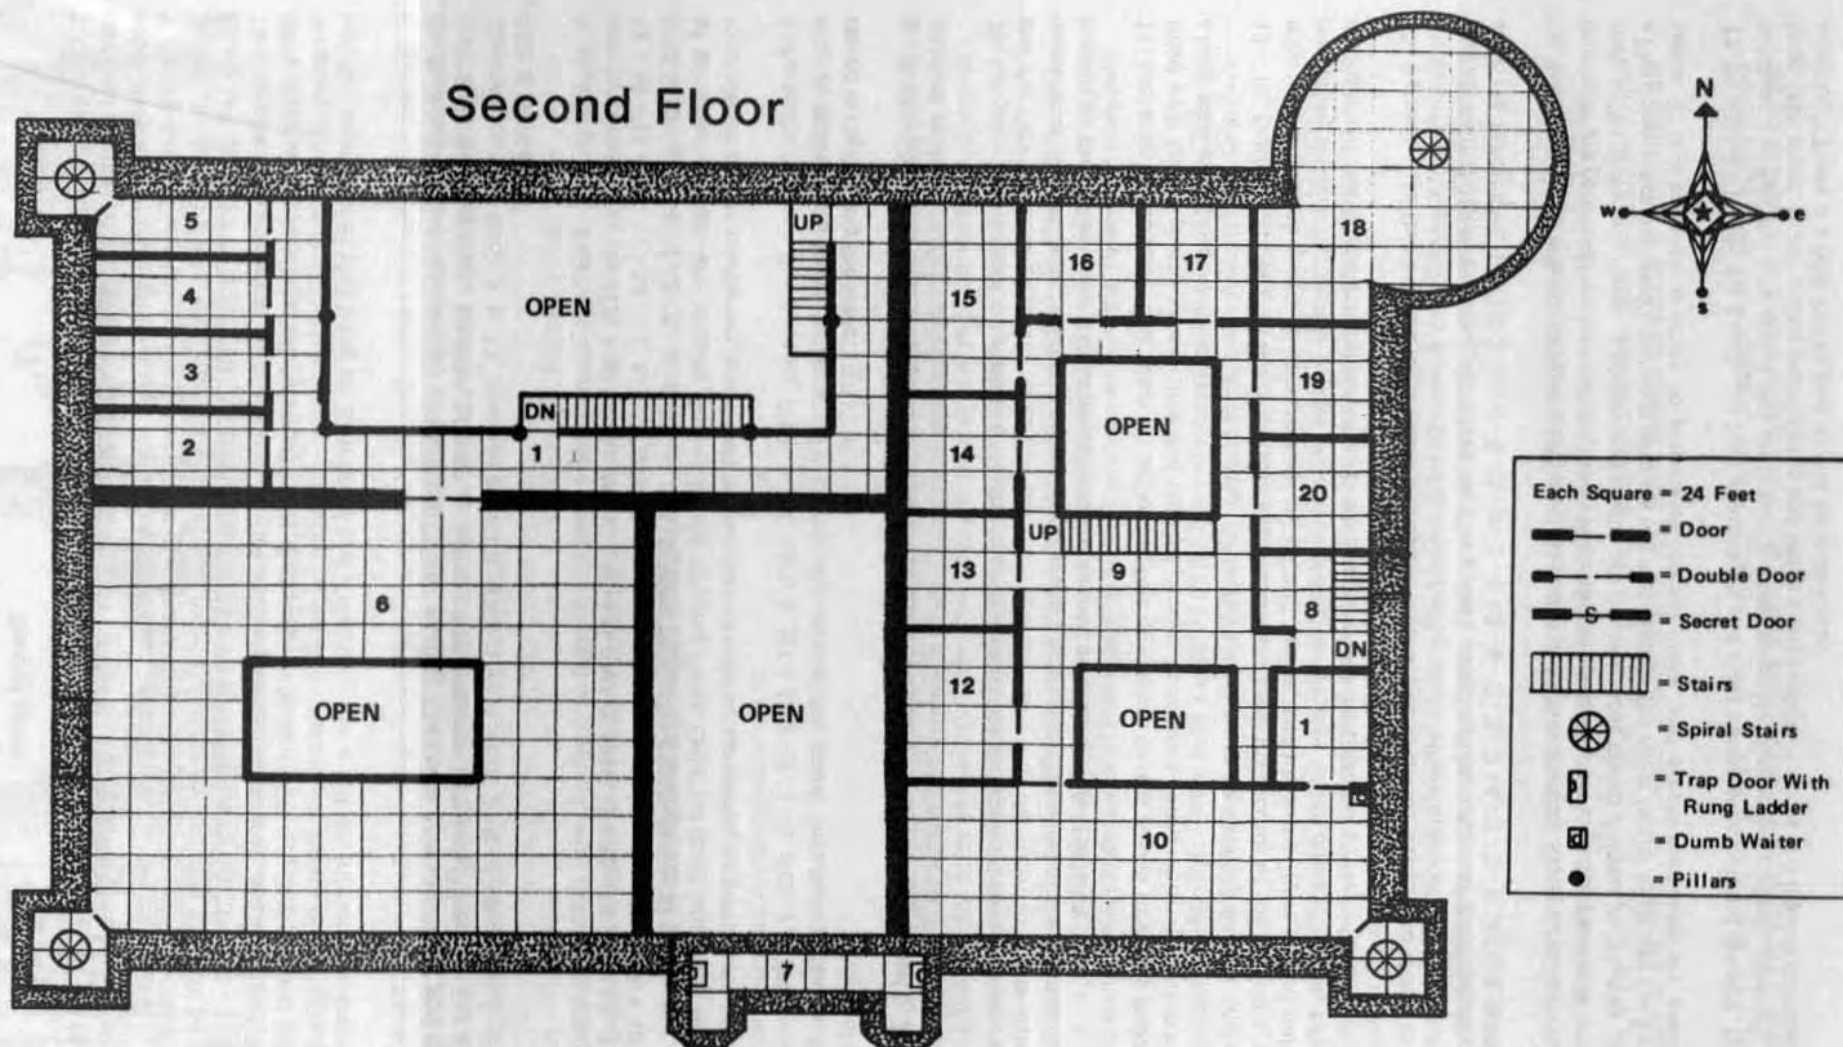 Second Floor
N
w
e
s
5
UP
18
16
17
4
OPEN
15
3
19
DN
OPEN
2
1
14
20
UP
13
9
6
8
DN
12
OPEN
OPEN
OPEN
1
10
7
Each Square = 24 Feet
= Door
= Double Door
S
= Secret Door
= Stairs
= Spiral Stairs
= Trap Door With
Rung Ladder
d
= Dumb Waiter
= Pillars